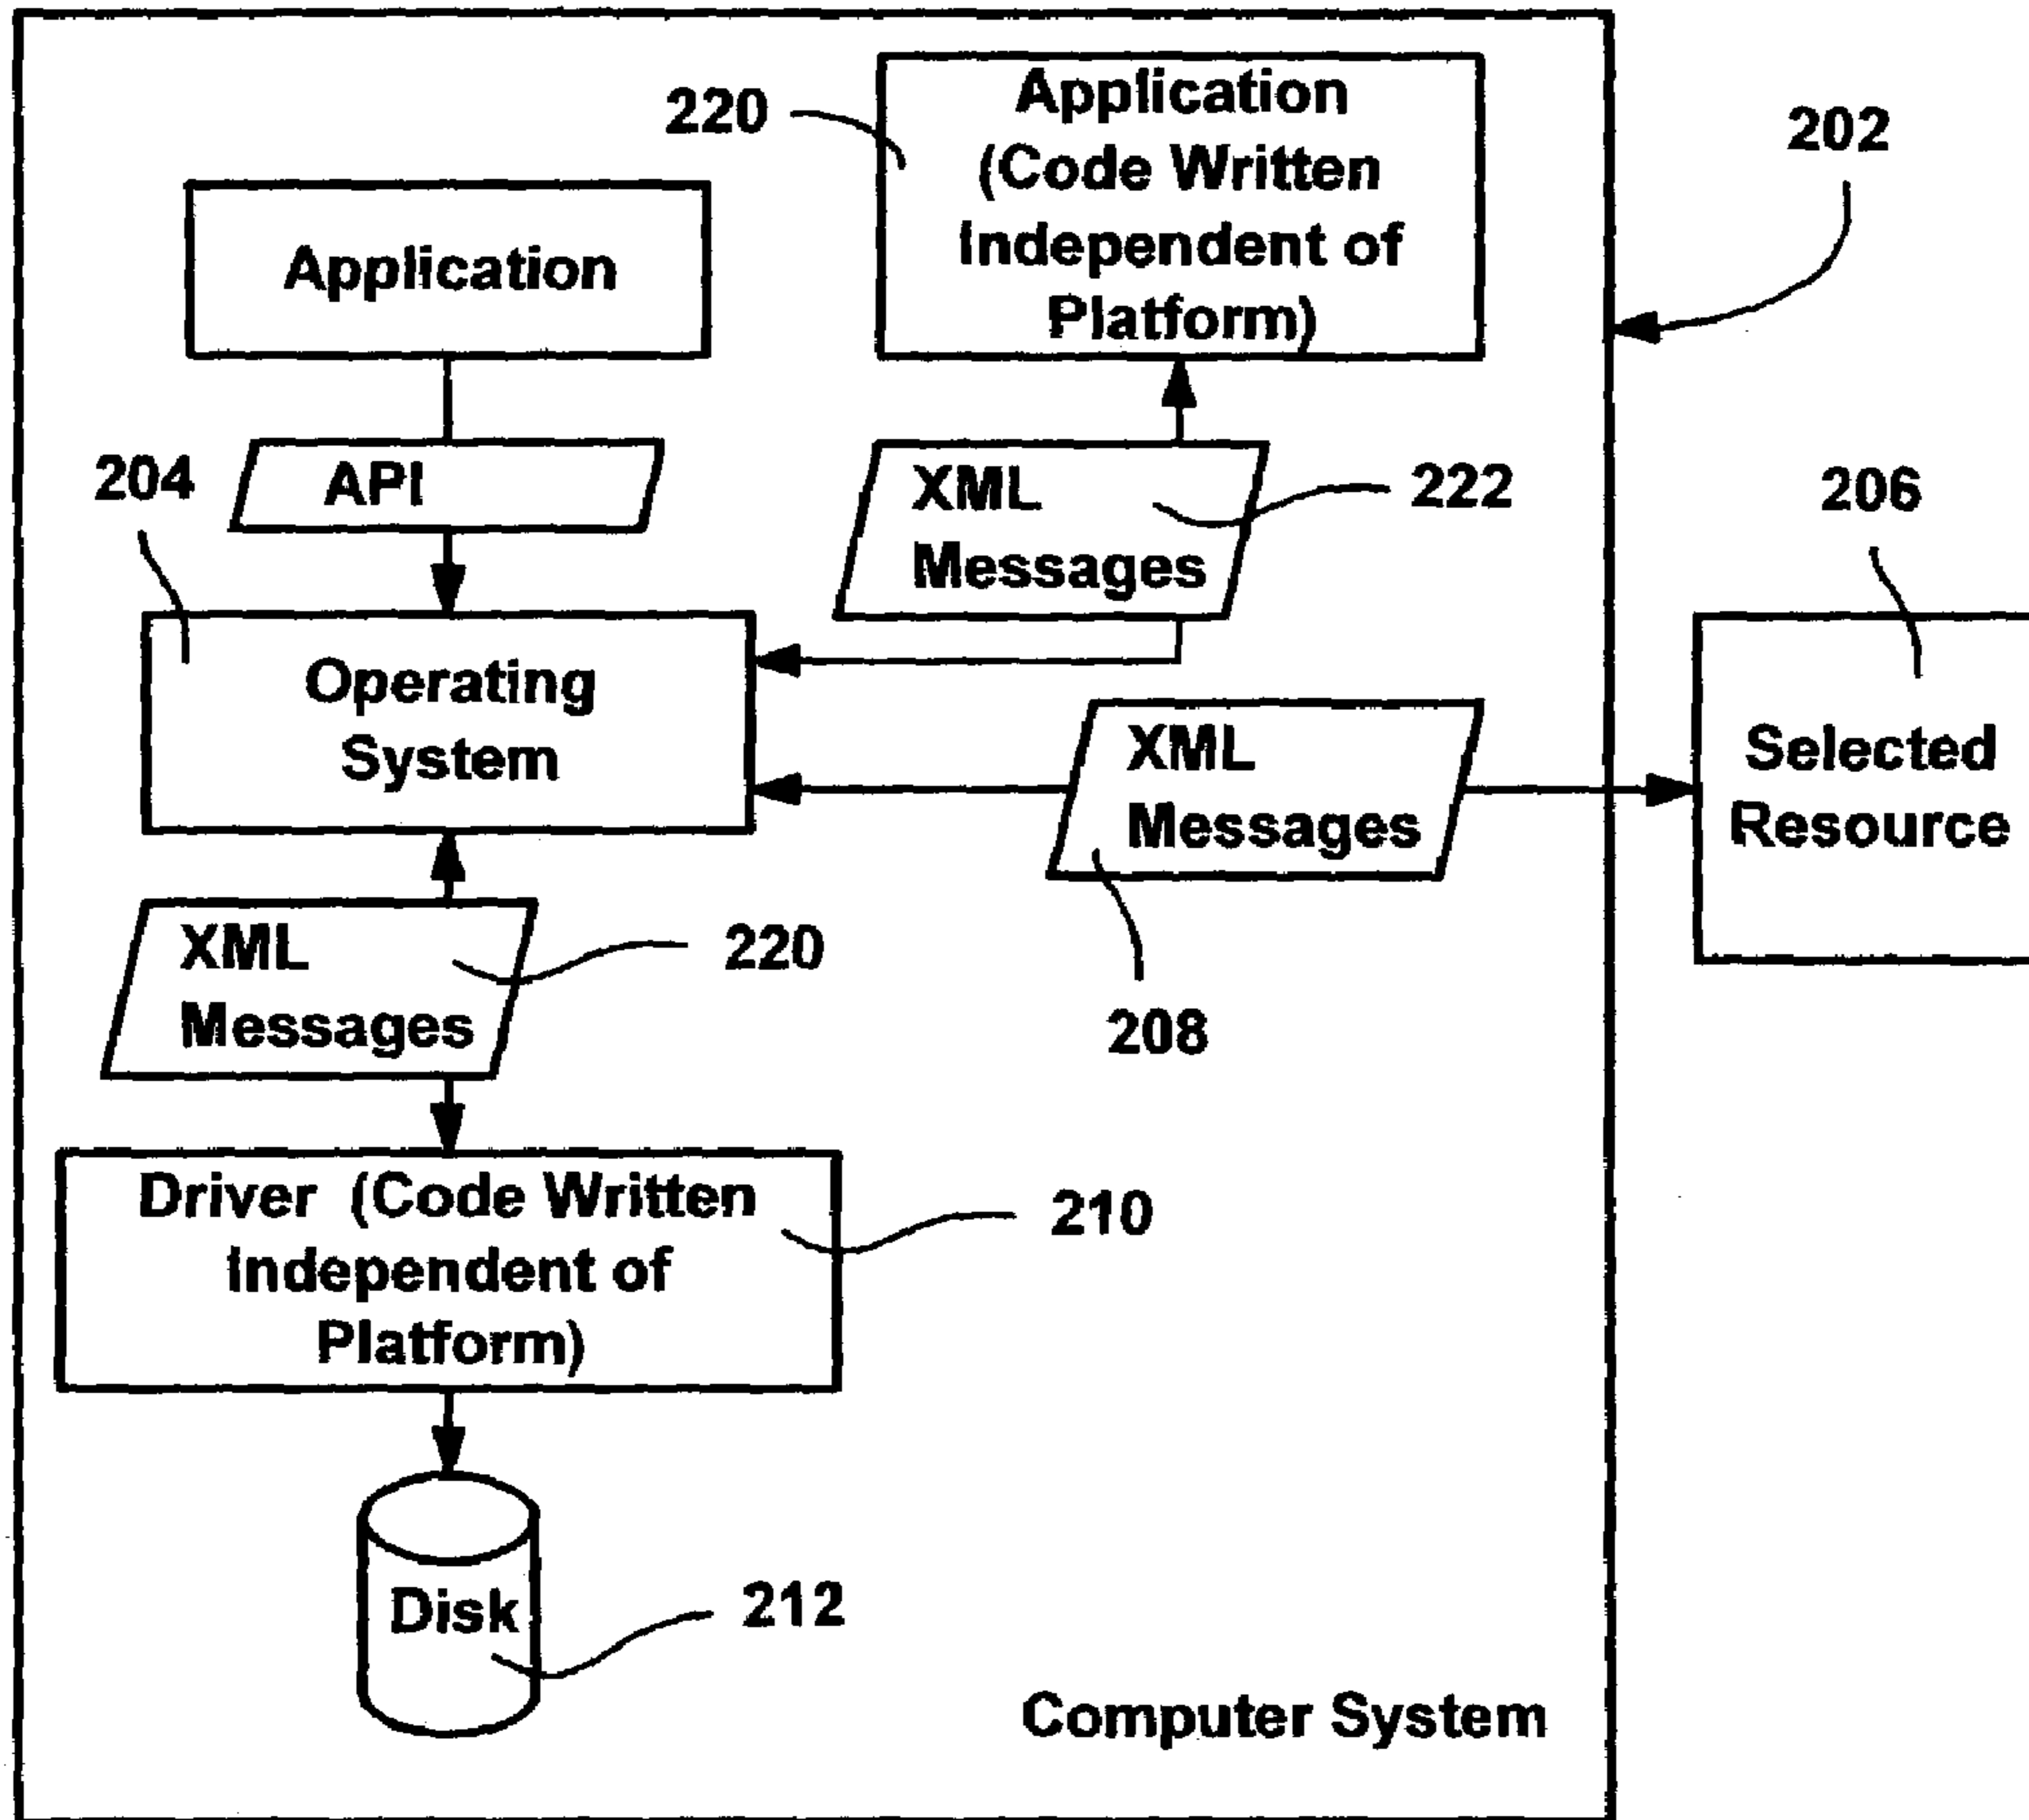 220
Application
(Code Written
Independent of
Platform)
202
Application
204
API
XML
Messages
222
206
Operating
System
XML
Messages
208
Selected
Resource
XML
Messages
220
Driver (Code Written
Independent of
Platform)
210
Disk
212
Computer System